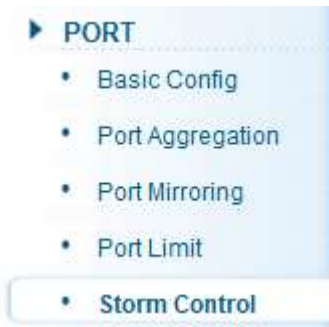 PORT
Basic Config
Port Aggregation
Port Mirroring
Port Limit
Storm Control